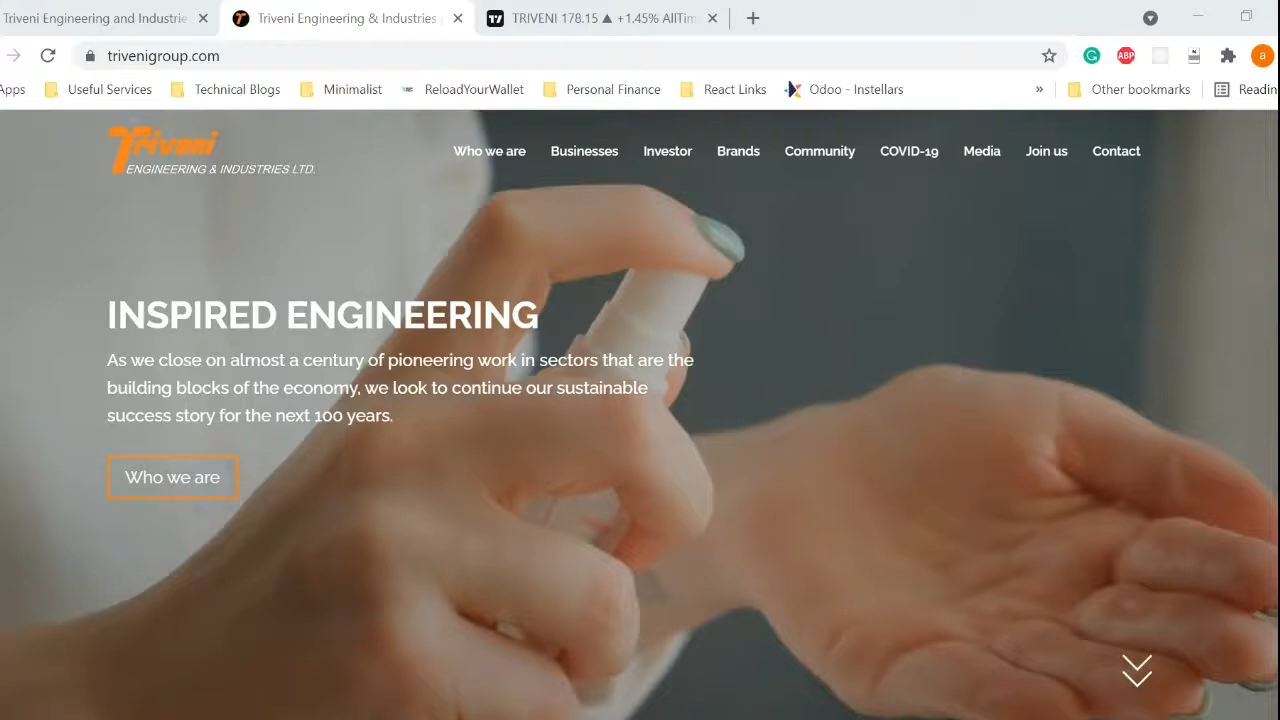 Triveni Engineering and Industrie
Triveni Engineering & Industries
TRIVENI 178.15 ▲ +1.45% AllTim
trivenigroup.com
ABP
a
Apps
Useful Services
Technical Blogs
Minimalist
ReloadYourWallet
Personal Finance
React Links
Odoo - Instellars
»
Other bookmarks
Readin
Triveni
ENGINEERING & INDUSTRIES LTD.
Who we are
Businesses
Investor
Brands
Community
COVID-19
Media
Join us
Contact
INSPIRED ENGINEERING
As we close on almost a century of pioneering work in sectors that are the
building blocks of the economy, we look to continue our sustainable
success story for the next 100 years.
Who we are